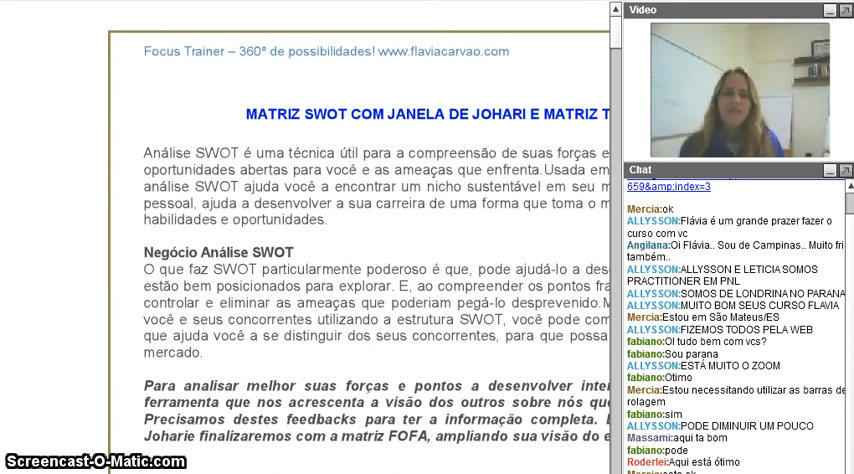 Focus Trainer – 360° de possibilidades! www.flaviacarvao.com
MATRIZ SWOT COM JANELA DE JOHARI E MATRIZ T
Análise SWOT é uma técnica útil para a compreensão de suas forças e
oportunidades abertas para você e as ameaças que enfrenta.Usada em
análise SWOT ajuda você a encontrar um nicho sustentável em seu m
pessoal, ajuda a desenvolver a sua carreira de uma forma que toma o m
habilidades e oportunidades.
Negócio Análise SWOT
O que faz SWOT particularmente poderoso é que, pode ajudá-lo a des
estão bem posicionados para explorar. E, ao compreender os pontos fra
controlar e eliminar as ameaças que poderiam pegá-lo desprevenido.M
você e seus concorrentes utilizando a estrutura SWOT, você pode com
que ajuda você a se distinguir dos seus concorrentes, para que possa
mercado.
Para analisar melhor suas forças e pontos a desenvolver inter
ferramenta que nos acrescenta a visão dos outros sobre nós qu
Precisamos destes feedbacks para ter a informação completa.
Joharie finalizaremos com a matriz FOFA, ampliando sua visão do e
Video
Chat
659&amp;index=3
Mercia:ok
ALLYSSON:Flávia é um grande prazer fazer o
curso com vc
Angilana:Oi Flávia.. Sou de Campinas.. Muito fri
também..
ALLYSSON:ALLYSSON E LETICIA SOMOS
PRACTITIONER EM PNL
ALLYSSON:SOMOS DE LONDRINA NO PARANA
ALLYSSON:MUITO BOM SEUS CURSO FLAVIA
Mercia:Estou em São Mateus/ES
ALLYSSON:FIZEMOS TODOS PELA WEB
fabiano:OI tudo bem com vcs?
fabiano:Sou parana
ALLYSSON:ESTÁ MUITO O ZOOM
fabiano:Otimo
Mercia:Estou necessitando utilizar as barras de
rolagem
fabiano:sim
ALLYSSON:PODE DIMINUIR UM POUCO
Massami:aqui ta bom
fabiano:pode
Roderlei:Aqui está ótimo
Screencast-O-Matic.com